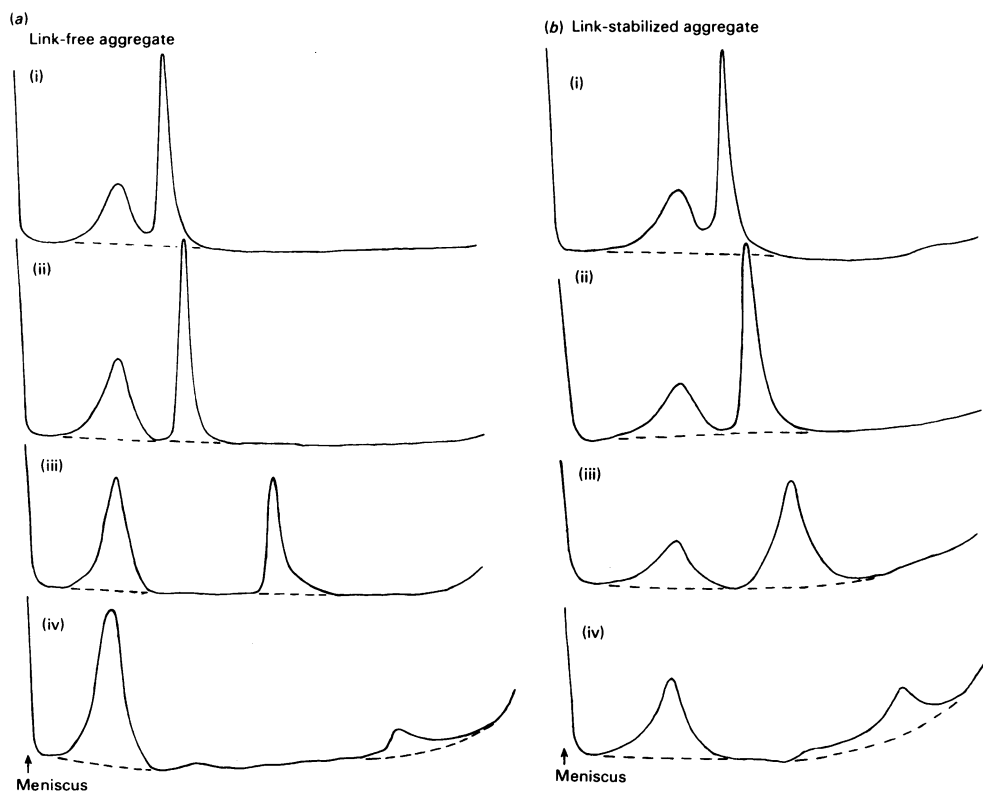 (a)
Link-free aggregate
(i)
(ii)
(iii)
(iv)
Meniscus
(b) Link-stabilized aggregate
(i)
(ii)
(iii)
(iv)
Meniscus